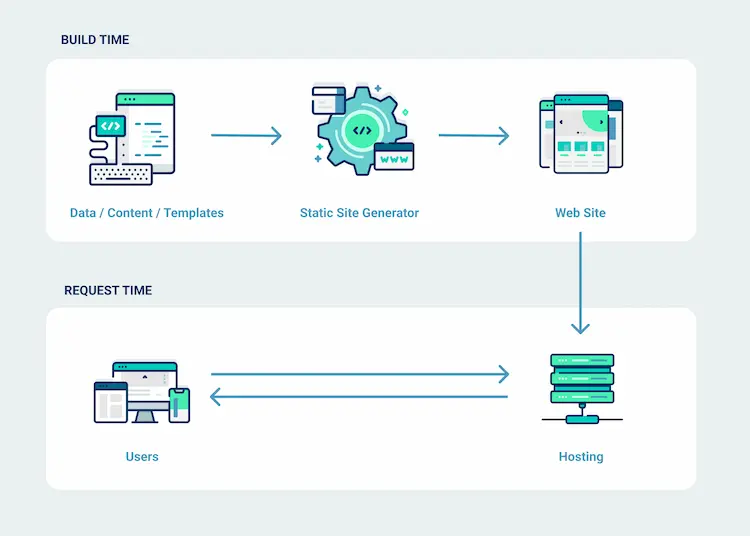 BUILD TIME
</>
WWW
Data / Content / Templates
Static Site Generator
Web Site
REQUEST TIME
Users
Hosting